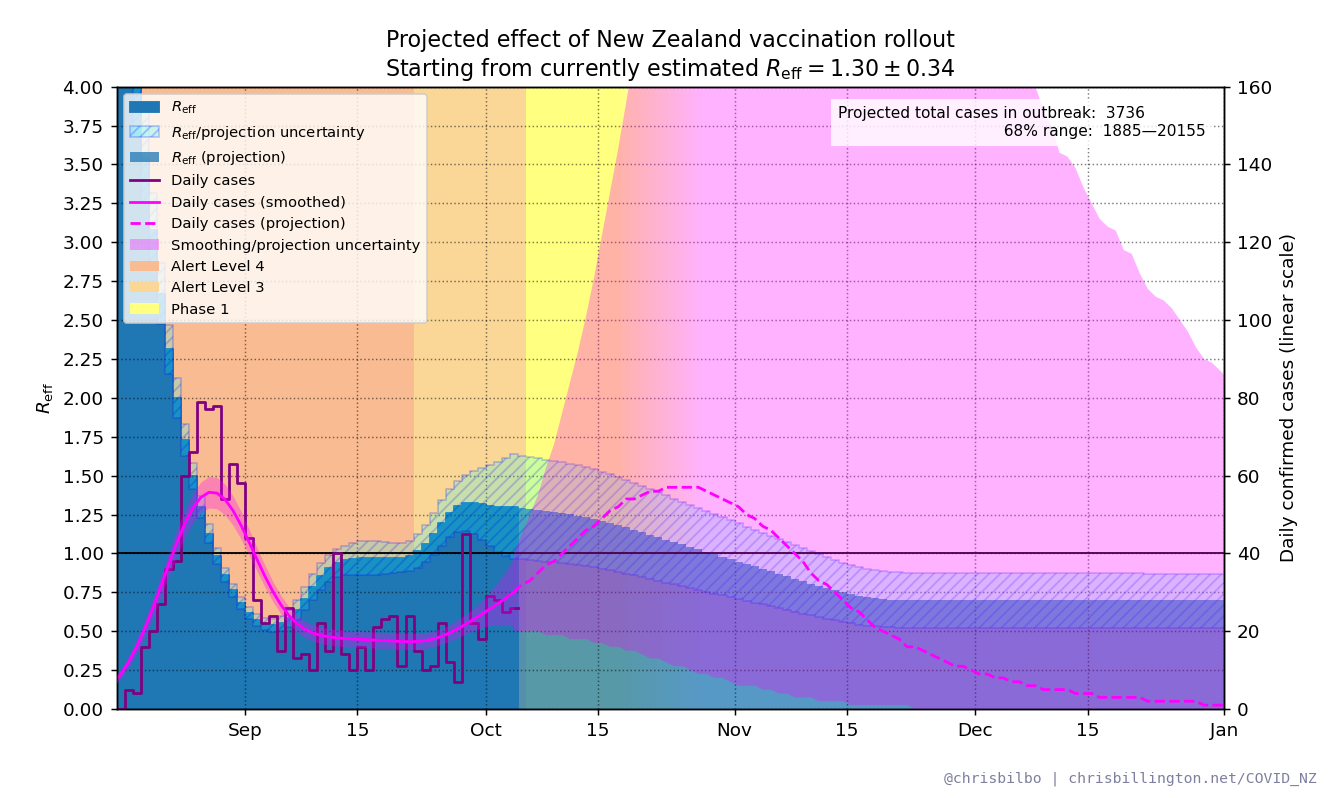 Projected effect of New Zealand vaccination rollout
Starting from currently estimated Reff = 1.30 ± 0.34
Projected total cases in outbreak: 3736
68% range: 1885—20155
Reff
Reff/projection uncertainty
Reff (projection)
Daily cases
Daily cases (smoothed)
Daily cases (projection)
Smoothing/projection uncertainty
Alert Level 4
Alert Level 3
Phase 1
Reff
4.00
3.75
3.50
3.25
3.00
2.75
2.50
2.25
2.00
1.75
1.50
1.25
1.00
0.75
0.50
0.25
0.00
160
140
120
100
80
60
40
20
0
Daily confirmed cases (linear scale)
Sep 15 Oct 15 Nov 15 Dec 15 Jan
@chrisbilbo | chrisbillington.net/COVID_NZ